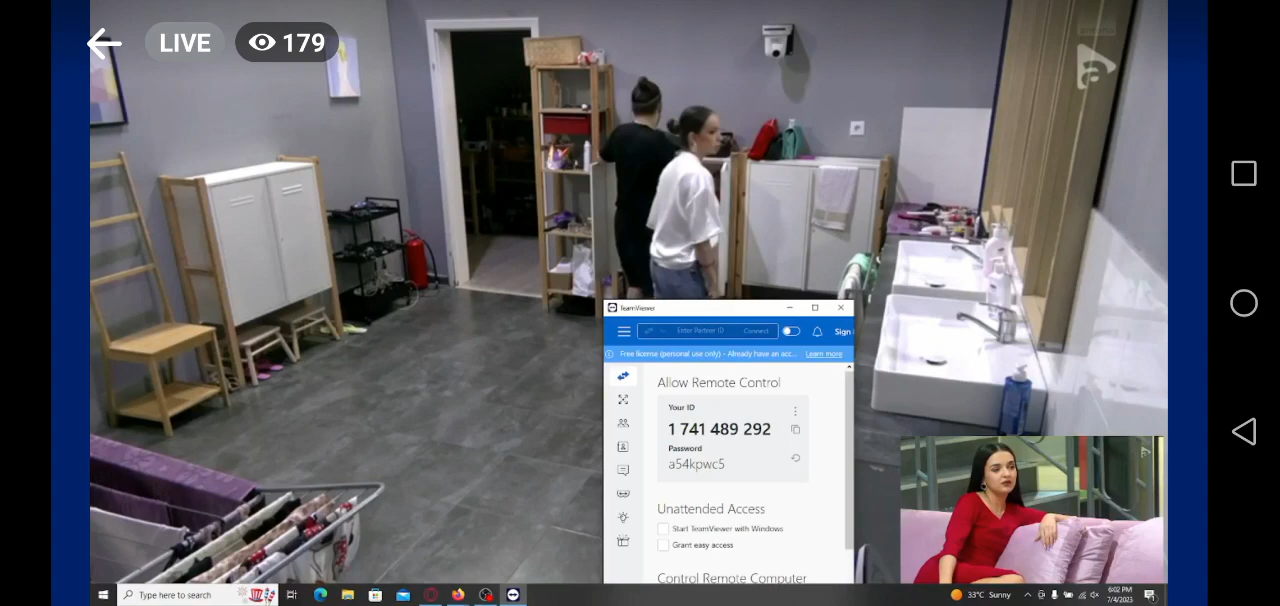 LIVE
179
TeamViewer
Enter Partner ID
Connect
Sign
Free license (personal use only) - Already have an acc...
Learn more
Allow Remote Control
Your ID
1 741 489 292
Password
a54kpwc5
Unattended Access
Start TeamViewer with Windows
Grant easy access
Control Remote Computer
Type here to search
33°C Sunny
6:02 PM
7/4/2023